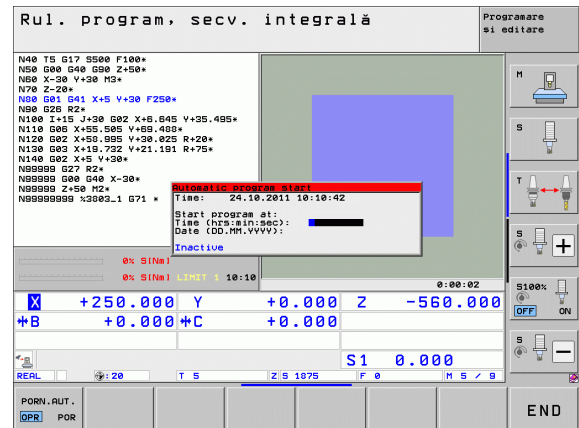 Rul. program, secv. integrală
Programare
și editare
N40 T5 G17 S500 F100*
N50 G00 G40 G90 Z+50*
N60 X-30 Y+30 M3*
N70 Z-20*
N80 G01 G41 X+5 Y+30 F250*
N90 G26 R2*
N100 I+15 J+30 G02 X+6.645 Y+35.495*
N110 G06 X+55.505 Y+69.488*
N120 G02 X+58.995 Y+30.025 R+20*
N130 G03 X+19.732 Y+21.191 R+75*
N140 G02 X+5 Y+30*
N99999 G27 R2*
N99999 G00 G40 X-30*
N99999 Z+50 M2*
N99999999 %3803_1 G71 *
Automatic program start
Time: 24.10.2011 10:10:42
Start program at:
Time (hrs:min:sec):
Date (DD.MM.YYYY):
Inactive
0% S[Nm]
0% S[Nm] LIMIT 1 10:10
0:00:02
X +250.000 Y +0.000 Z -560.000
B +0.000 C +0.000
S1 0.000
REAL : 20 T 5 Z S 1875 F 0 M 5 / 9
M
S
T
S
S100%
OFF ON
S
PORN.AUT.
OPR POR
END